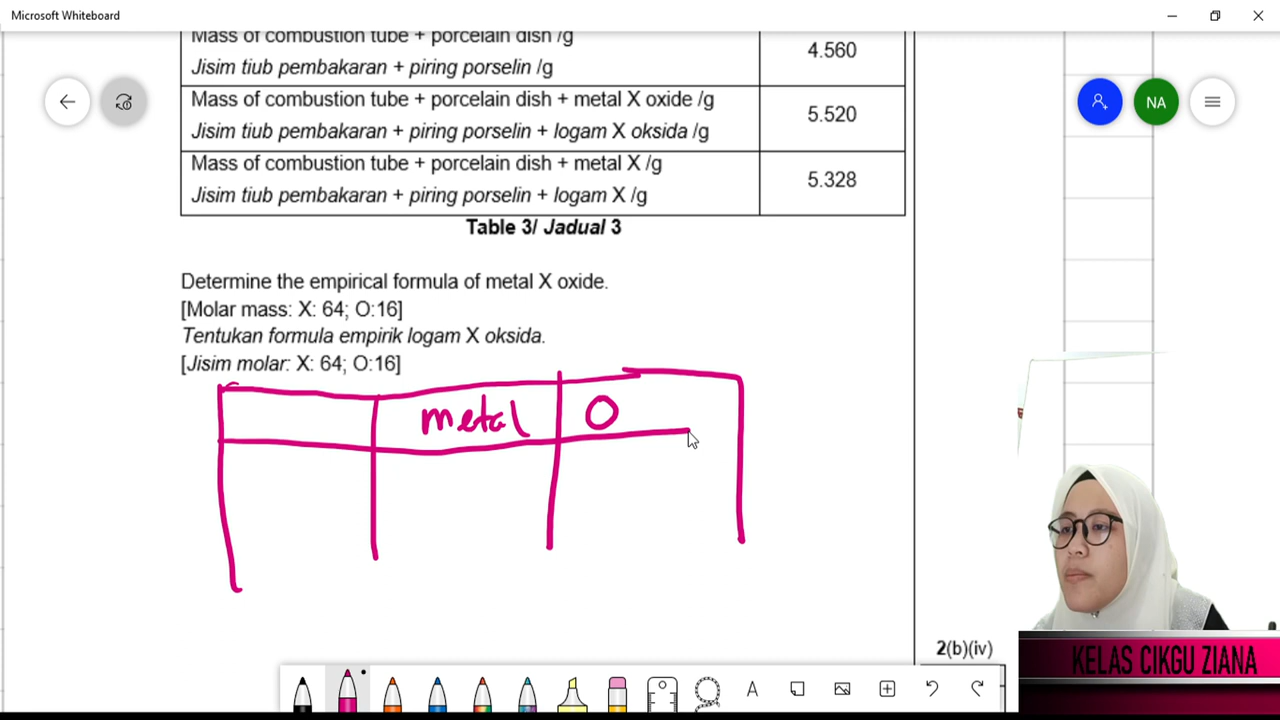 Microsoft Whiteboard
Mass of combustion tube + porcelain dish /g
Jisim tiub pembakaran + piring porselin /g
4.560
Mass of combustion tube + porcelain dish + metal X oxide /g
Jisim tiub pembakaran + piring porselin + logam X oksida /g
5.520
Mass of combustion tube + porcelain dish + metal X /g
Jisim tiub pembakaran + piring porselin + logam X /g
5.328
Table 3/ Jadual 3
Determine the empirical formula of metal X oxide.
[Molar mass: X: 64; O:16]
Tentukan formula empirik logam X oksida.
[Jisim molar: X: 64; O:16]
metal O
NA
2(b)(iv)
KELAS CIKGU ZIANA
A